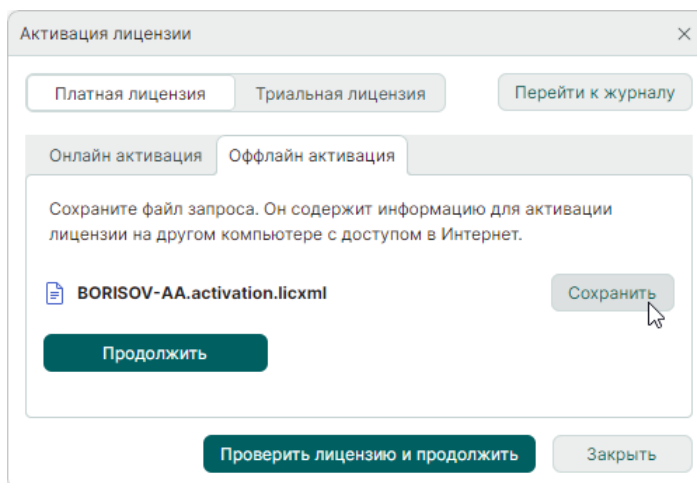 Активация лицензии
Платная лицензия
Триальная лицензия
Перейти к журналу
Онлайн активация
Оффлайн активация
Сохраните файл запроса. Он содержит информацию для активации
лицензии на другом компьютере с доступом в Интернет.
BORISOV-AA.activation.licxml
Сохранить
Продолжить
Проверить лицензию и продолжить
Закрыть